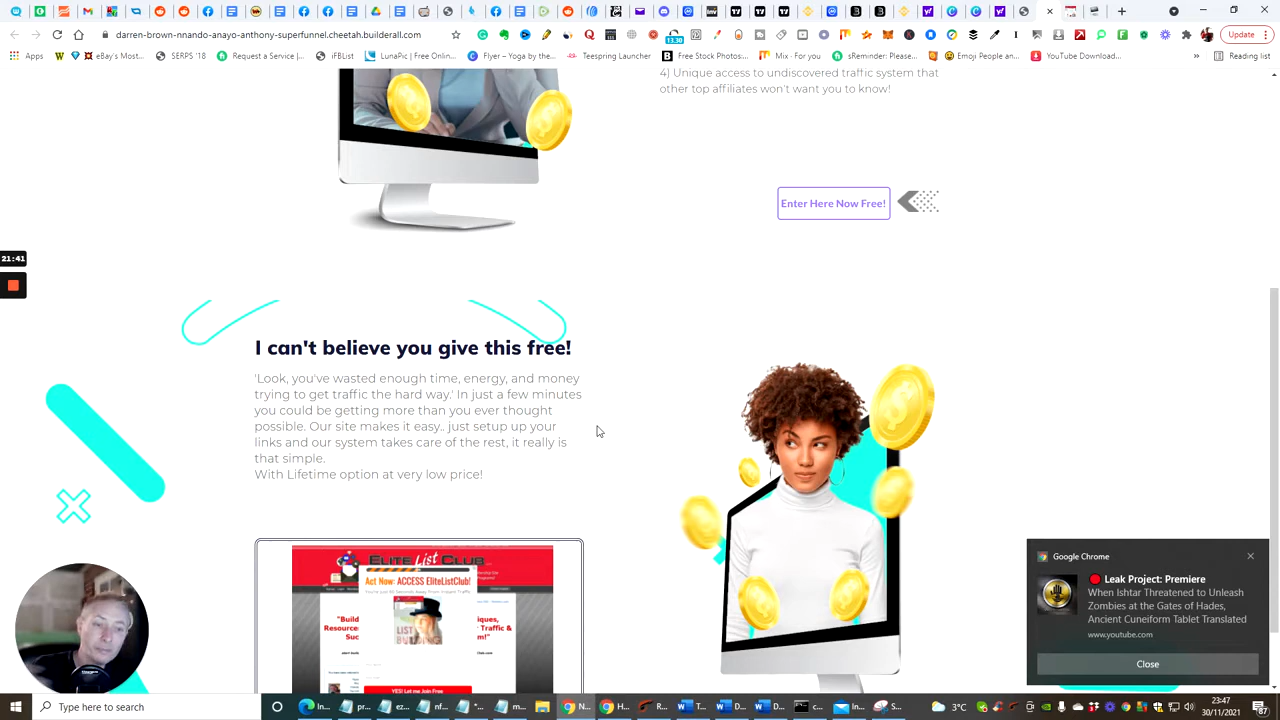 darren-brown-nnando-anayo-anthony-superfunnel.cheetah.builderall.com
Update
Apps
eBay's Most...
SERPS '18
Request a Service |...
iFBList
LunaPic | Free Onlin...
Flyer – Yoga by the...
Teespring Launcher
Free Stock Photos:...
Mix · For you
sReminder: Please...
Emoji People an...
YouTube Download...
»
Reading list
13.30
4) Unique access to undiscovered traffic system that
other top affiliates won't want you to know!
Enter Here Now Free!
21:41
I can't believe you give this free!
'Look, you've wasted enough time, energy, and money
trying to get traffic the hard way.' In just a few minutes
you could be getting more than you ever thought
possible. Our site makes it easy.. just setup up your
links and our system takes care of the rest, it really is
that simple.
With Lifetime option at very low price!
ELITE List CLUB
Act Now: ACCESS EliteListClub!
YES! Let me Join Free
Google Chrome
Leak Project: Premiere
When Ishtar Threatened to Unleash
Zombies at the Gates of Hades,
Ancient Cuneiform Tablet Translated
www.youtube.com
Close
Type here to search
In...
P...
ez...
nf...
"...
m...
N...
H...
R...
T...
D...
D...
c...
In...
S...
3°C
23:47
30/11/2021